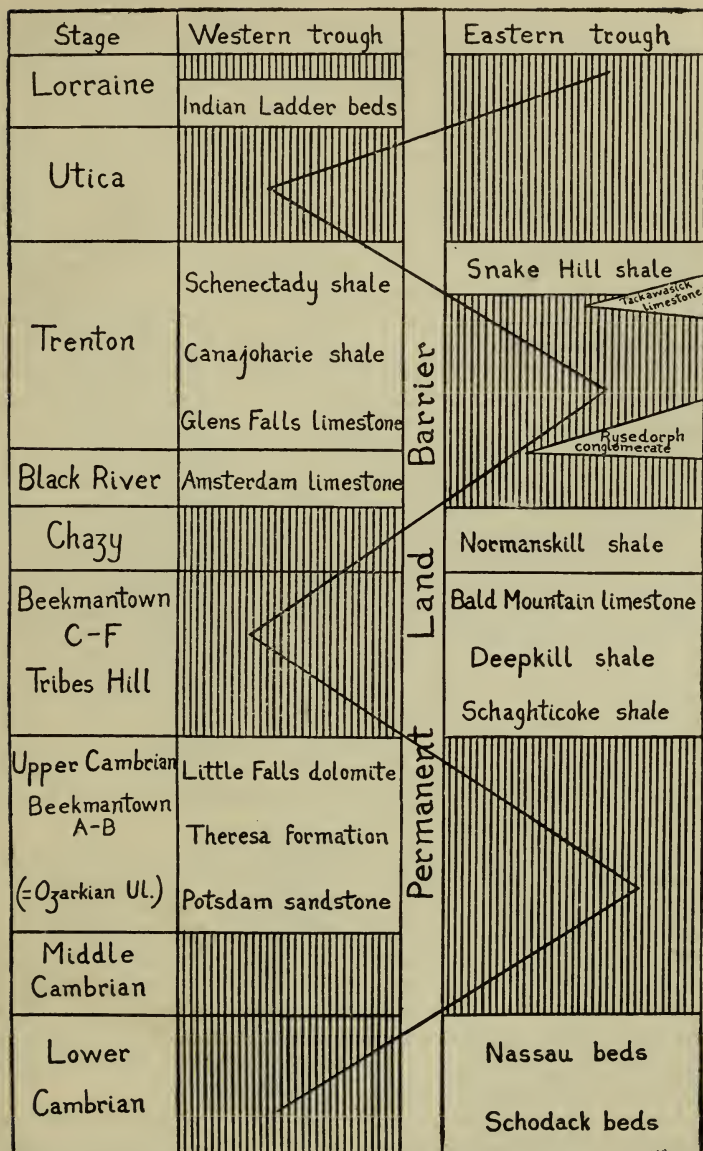 Stage
Western trough
Eastern trough
Lorraine
Indian Ladder beds
Utica
Trenton
Schenectady shale
Canajoharie shale
Glens Falls limestone
Snake Hill shale
Tackawasick
limestone
Rysedorph
conglomerate
Black River
Amsterdam limestone
Chazy
Normanskill shale
Beekmantown
C-F
Tribes Hill
Bald Mountain limestone
Deepkill shale
Schaghticoke shale
Upper Cambrian
Beekmantown
A-B
(=Ozarkian Ul.)
Little Falls dolomite
Theresa formation
Potsdam sandstone
Middle
Cambrian
Lower
Cambrian
Nassau beds
Schodack beds
Permanent Land Barrier